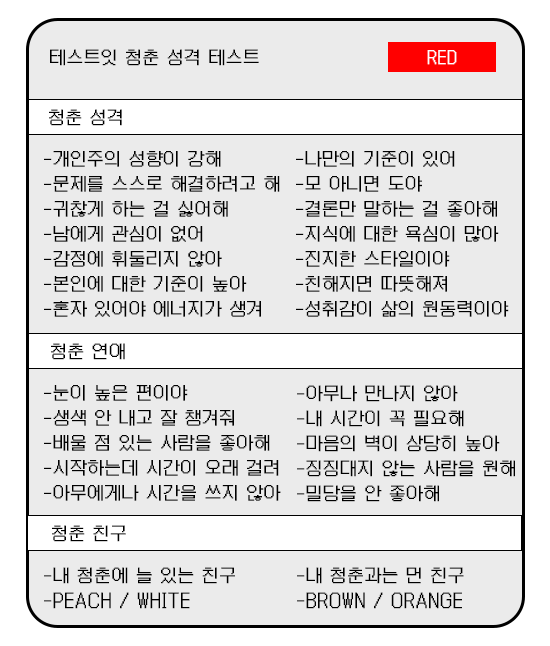 테스트잇 청춘 성격 테스트
RED
청춘 성격
-개인주의 성향이 강해
-나만의 기준이 있어
-문제를 스스로 해결하려고 해
-모 아니면 도야
-귀찮게 하는 걸 싫어해
-결론만 말하는 걸 좋아해
-남에게 관심이 없어
-지식에 대한 욕심이 많아
-감정에 휘둘리지 않아
-진지한 스타일이야
-본인에 대한 기준이 높아
-친해지면 따뜻해져
-혼자 있어야 에너지가 생겨
-성취감이 삶의 원동력이야
청춘 연애
-눈이 높은 편이야
-아무나 만나지 않아
-생색 안 내고 잘 챙겨줘
-내 시간이 꼭 필요해
-배울 점 있는 사람을 좋아해
-마음의 벽이 상당히 높아
-시작하는데 시간이 오래 걸려
-징징대지 않는 사람을 원해
-아무에게나 시간을 쓰지 않아
-밀당을 안 좋아해
청춘 친구
-내 청춘에 늘 있는 친구
-내 청춘과는 먼 친구
-PEACH / WHITE
-BROWN / ORANGE